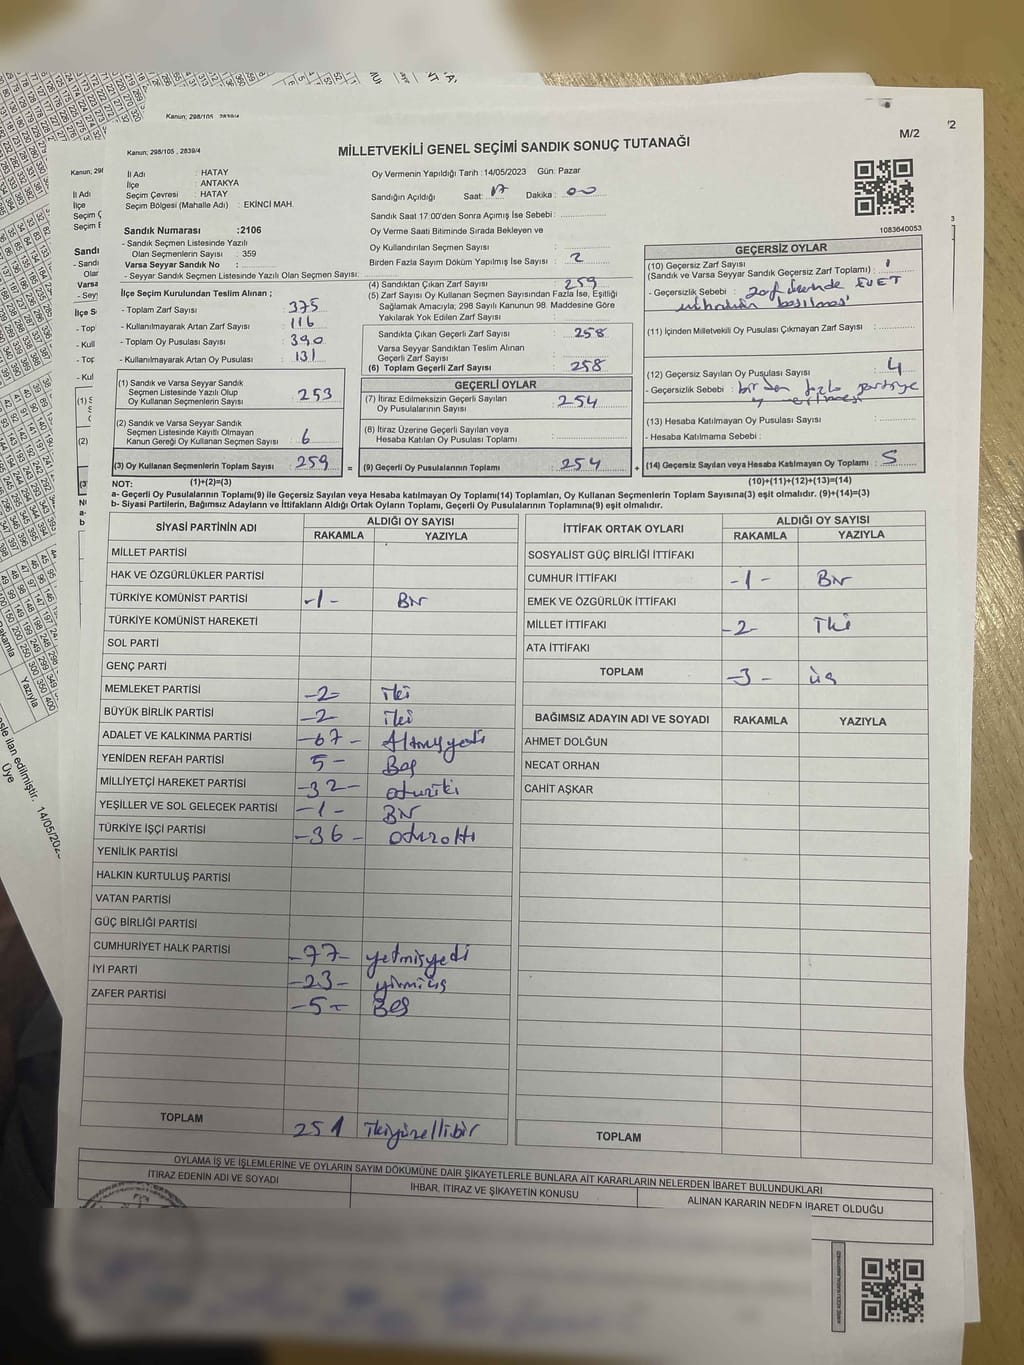 Kanun; 298/105 , 2839/4
MİLLETVEKİLİ GENEL SEÇİMİ SANDIK SONUÇ TUTANAĞI
M/2
İl Adı : HATAY
İlçe : ANTAKYA
Seçim Çevresi : HATAY
Seçim Bölgesi (Mahalle Adı) : EKİNCİ MAH.
Oy Vermenin Yapıldığı Tarih :14/05/2023 Gün: Pazar
Sandığın Açıldığı Saat: 17 Dakika : 00
Sandık Saat 17:00'den Sonra Açımış İse Sebebi :
Oy Verme Saati Bitiminde Sırada Bekleyen ve
Oy Kullandırılan Seçmen Sayısı :
Birden Fazla Sayım Döküm Yapılmış İse Sayısı : 2
1083640053
Sandık Numarası :2106
- Sandık Seçmen Listesinde Yazılı
Olan Seçmenlerin Sayısı : 359
Varsa Seyyar Sandık No :
- Seyyar Sandık Seçmen Listesinde Yazılı Olan Seçmen Sayısı:
İlçe Seçim Kurulundan Teslim Alınan ;
- Toplam Zarf Sayısı : 375
- Kullanılmayarak Artan Zarf Sayısı : 116
- Toplam Oy Pusulası Sayısı : 390
- Kullanılmayarak Artan Oy Pusulası : 131
(1) Sandık ve Varsa Seyyar Sandık
Seçmen Listesinde Yazılı Olup
Oy Kullanan Seçmenlerin Sayısı : 253
(2) Sandık ve Varsa Seyyar Sandık
Seçmen Listesinde Kayıtlı Olmayan
Kanun Gereği Oy Kullanan Seçmen Sayısı : 6
(3) Oy Kullanan Seçmenlerin Toplam Sayısı : 259
(1)+(2)=(3)
(4) Sandıktan Çıkan Zarf Sayısı : 259
(5) Zarf Sayısı Oy Kullanan Seçmen Sayısından Fazla İse, Eşitliği
Sağlamak Amacıyla; 298 Sayılı Kanunun 98. Maddesine Göre
Yakılarak Yok Edilen Zarf Sayısı :
Sandıkta Çıkan Geçerli Zarf Sayısı : 258
Varsa Seyyar Sandıktan Teslim Alınan
Geçerli Zarf Sayısı :
(6) Toplam Geçerli Zarf Sayısı : 258
GEÇERLİ OYLAR
(7) İtiraz Edilmeksizin Geçerli Sayılan
Oy Pusulalarının Sayısı : 254
(8) İtiraz Üzerine Geçerli Sayılan veya
Hesaba Katılan Oy Pusulası Toplamı :
= (9) Geçerli Oy Pusulalarının Toplamı : 254
GEÇERSİZ OYLAR
(10) Geçersiz Zarf Sayısı
(Sandık ve Varsa Seyyar Sandık Geçersiz Zarf Toplamı) : 1
- Geçersizlik Sebebi : zarf üzerinde EVET
mührünün basılması
(11) İçinden Milletvekili Oy Pusulası Çıkmayan Zarf Sayısı :
(12) Geçersiz Sayılan Oy Pusulası Sayısı : 4
- Geçersizlik Sebebi : birden fazla partiye
oy verilmesi
(13) Hesaba Katılmayan Oy Pusulası Sayısı :
- Hesaba Katılmama Sebebi :
+ (14) Geçersiz Sayılan veya Hesaba Katılmayan Oy Toplamı : 5
(10)+(11)+(12)+(13)=(14)
NOT:
a- Geçerli Oy Pusulalarının Toplamı(9) ile Geçersiz Sayılan veya Hesaba katılmayan Oy Toplamı(14) Toplamları, Oy Kullanan Seçmenlerin Toplam Sayısına(3) eşit olmalıdır. (9)+(14)=(3)
b- Siyasi Partilerin, Bağımsız Adayların ve İttifakların Aldığı Ortak Oyların Toplamı, Geçerli Oy Pusulalarının Toplamına(9) eşit olmalıdır.
SİYASİ PARTİNİN ADI ALDIĞI OY SAYISI
RAKAMLA YAZIYLA
MİLLET PARTİSİ
HAK VE ÖZGÜRLÜKLER PARTİSİ
TÜRKİYE KOMÜNİST PARTİSİ -1- BİR
TÜRKİYE KOMÜNİST HAREKETİ
SOL PARTİ
GENÇ PARTİ
MEMLEKET PARTİSİ -2- iki
BÜYÜK BİRLİK PARTİSİ -2- iki
ADALET VE KALKINMA PARTİSİ -67- Altmışyedi
YENİDEN REFAH PARTİSİ 5- Beş
MİLLİYETÇİ HAREKET PARTİSİ -32- otuziki
YEŞİLLER VE SOL GELECEK PARTİSİ -1- BİR
TÜRKİYE İŞÇİ PARTİSİ -36- otuzaltı
YENİLİK PARTİSİ
HALKIN KURTULUŞ PARTİSİ
VATAN PARTİSİ
GÜÇ BİRLİĞİ PARTİSİ
CUMHURİYET HALK PARTİSİ -77- yetmişyedi
İYİ PARTİ -23- yirmiüç
ZAFER PARTİSİ -5- Beş
TOPLAM 251 ikiyüzellibir
İTTİFAK ORTAK OYLARI ALDIĞI OY SAYISI
RAKAMLA YAZIYLA
SOSYALİST GÜÇ BİRLİĞİ İTTİFAKI
CUMHUR İTTİFAKI -1- BİR
EMEK VE ÖZGÜRLÜK İTTİFAKI
MİLLET İTTİFAKI -2- İki
ATA İTTİFAKI
TOPLAM -3- üç
BAĞIMSIZ ADAYIN ADI VE SOYADI RAKAMLA YAZIYLA
AHMET DOLĞUN
NECAT ORHAN
CAHİT AŞKAR
TOPLAM
OYLAMA İŞ VE İŞLEMLERİNE VE OYLARIN SAYIM DÖKÜMÜNE DAİR ŞİKAYETLERLE BUNLARA AİT KARARLARIN NELERDEN İBARET BULUNDUKLARI
İTİRAZ EDENİN ADI VE SOYADI İHBAR, İTİRAZ VE ŞİKAYETİN KONUSU ALINAN KARARIN NEDEN İBARET OLDUĞU